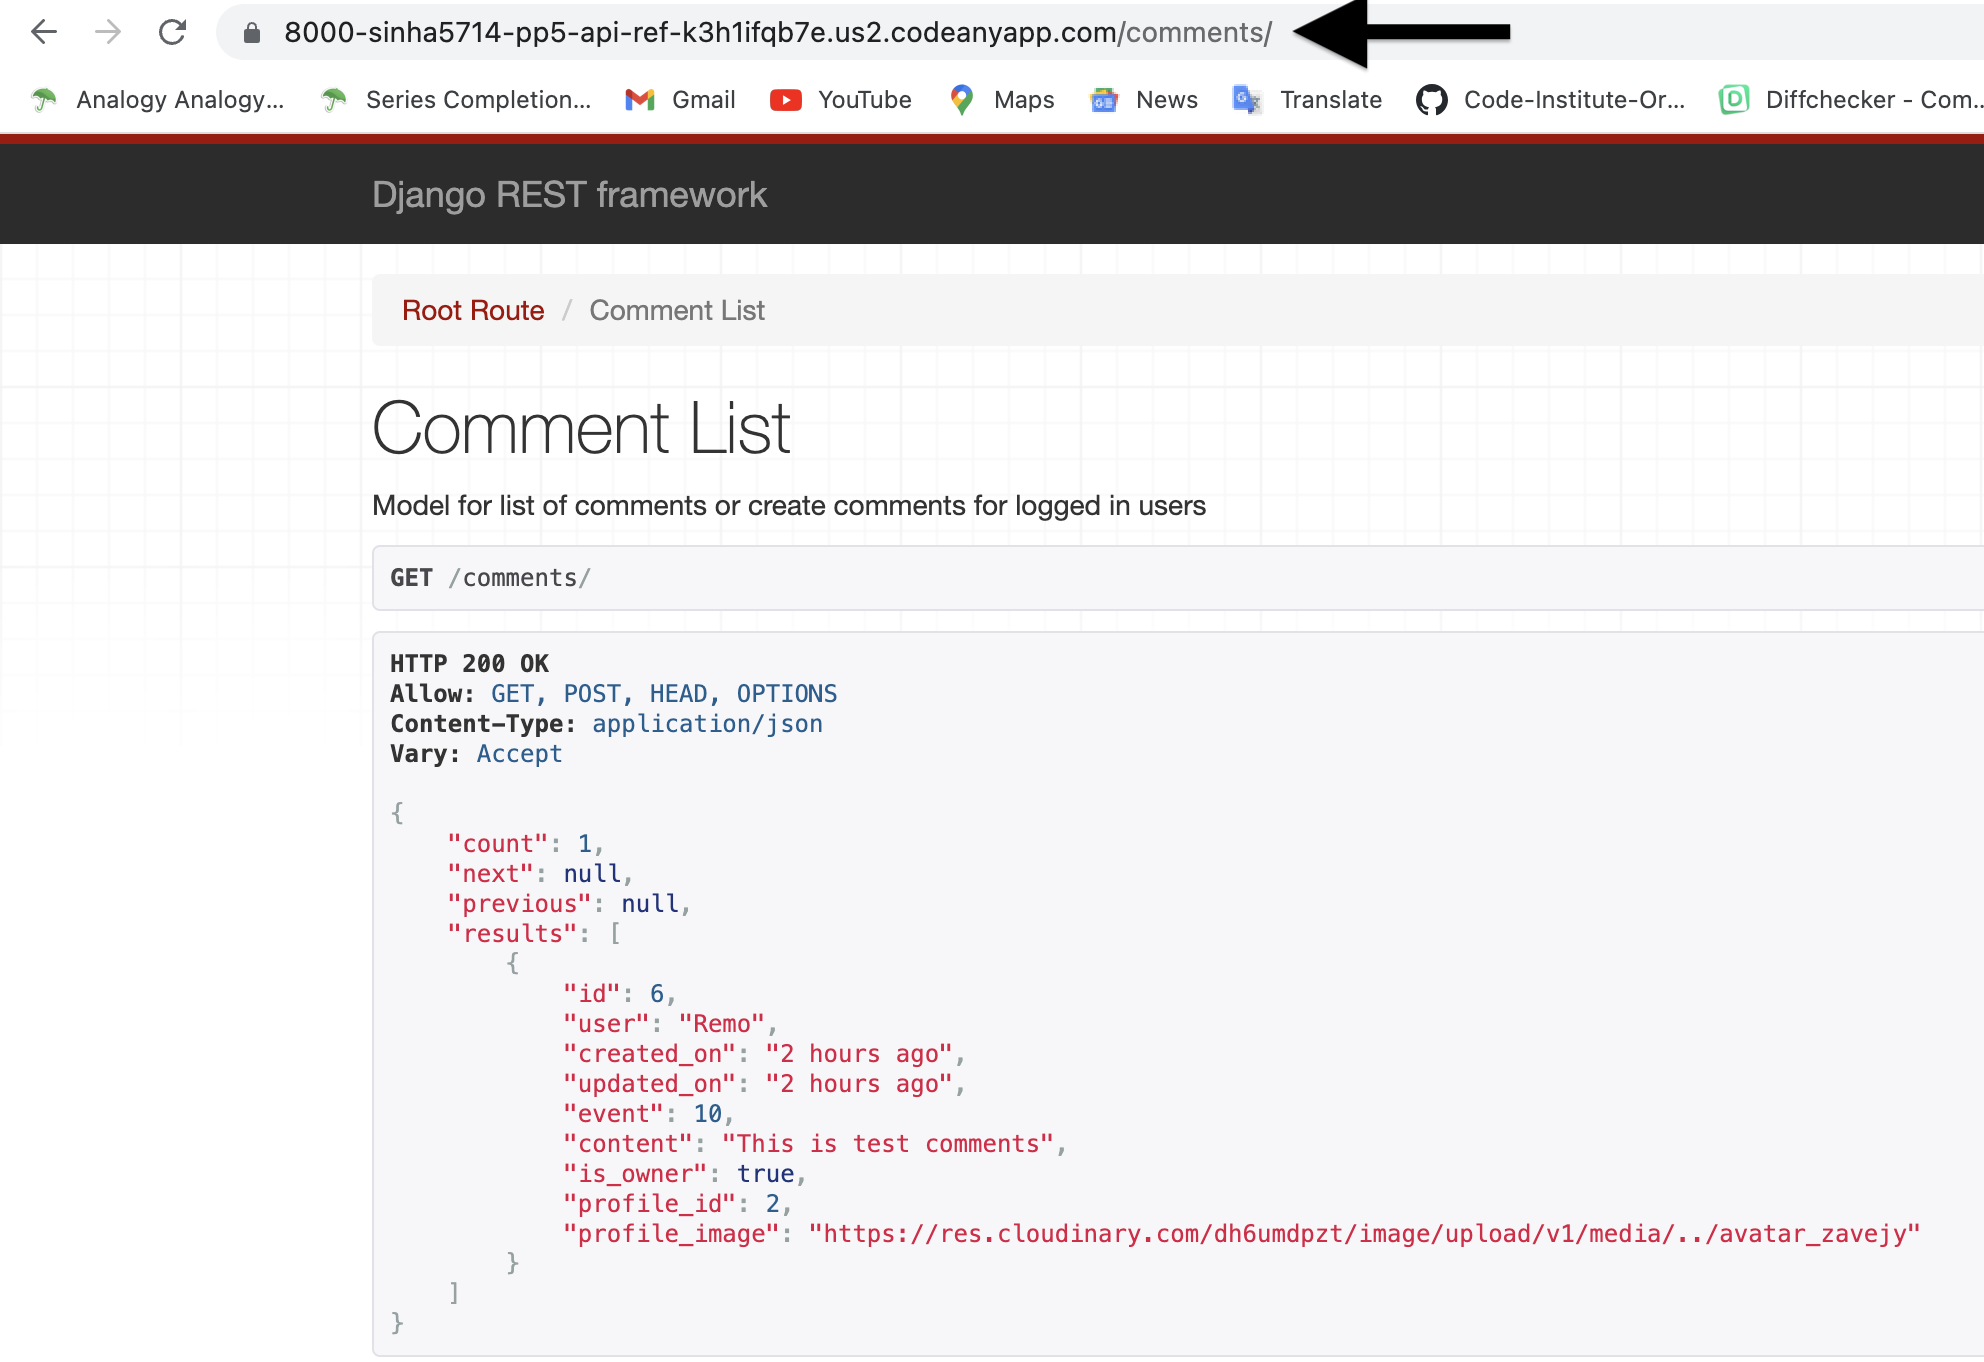 8000-sinha5714-pp5-api-ref-k3h1ifqb7e.us2.codeanyapp.com/comments/
Analogy Analogy... Series Completion... Gmail YouTube Maps News Translate Code-Institute-Or... Diffchecker - Com...
Django REST framework
Root Route / Comment List
Comment List
Model for list of comments or create comments for logged in users
GET /comments/
HTTP 200 OK
Allow: GET, POST, HEAD, OPTIONS
Content-Type: application/json
Vary: Accept
{
    "count": 1,
    "next": null,
    "previous": null,
    "results": [
        {
            "id": 6,
            "user": "Remo",
            "created_on": "2 hours ago",
            "updated_on": "2 hours ago",
            "event": 10,
            "content": "This is test comments",
            "is_owner": true,
            "profile_id": 2,
            "profile_image": "https://res.cloudinary.com/dh6umdpzt/image/upload/v1/media/../avatar_zavejy"
        }
    ]
}